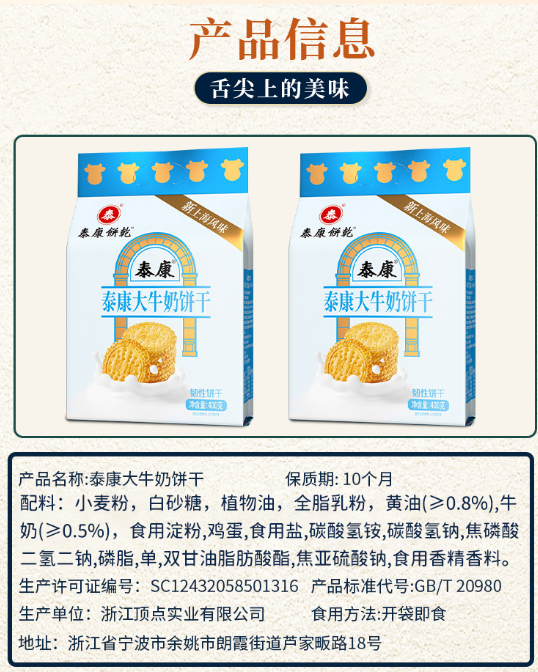 产品信息
舌尖上的美味
泰
泰康饼乾
新上海风味
泰康
泰康大牛奶饼干
韧性饼干
净含量:400克
泰
泰康饼乾
新上海风味
泰康
泰康大牛奶饼干
韧性饼干
净含量:400克
产品名称:泰康大牛奶饼干 保质期: 10个月
配料：小麦粉，白砂糖，植物油，全脂乳粉，黄油(≥0.8%),牛
奶(≥0.5%)，食用淀粉,鸡蛋,食用盐,碳酸氢铵,碳酸氢钠,焦磷酸
二氢二钠,磷脂,单,双甘油脂肪酸酯,焦亚硫酸钠,食用香精香料。
生产许可证编号：SC12432058501316 产品标准代号:GB/T 20980
生产单位：浙江顶点实业有限公司 食用方法:开袋即食
地址：浙江省宁波市余姚市朗霞街道芦家畈路18号